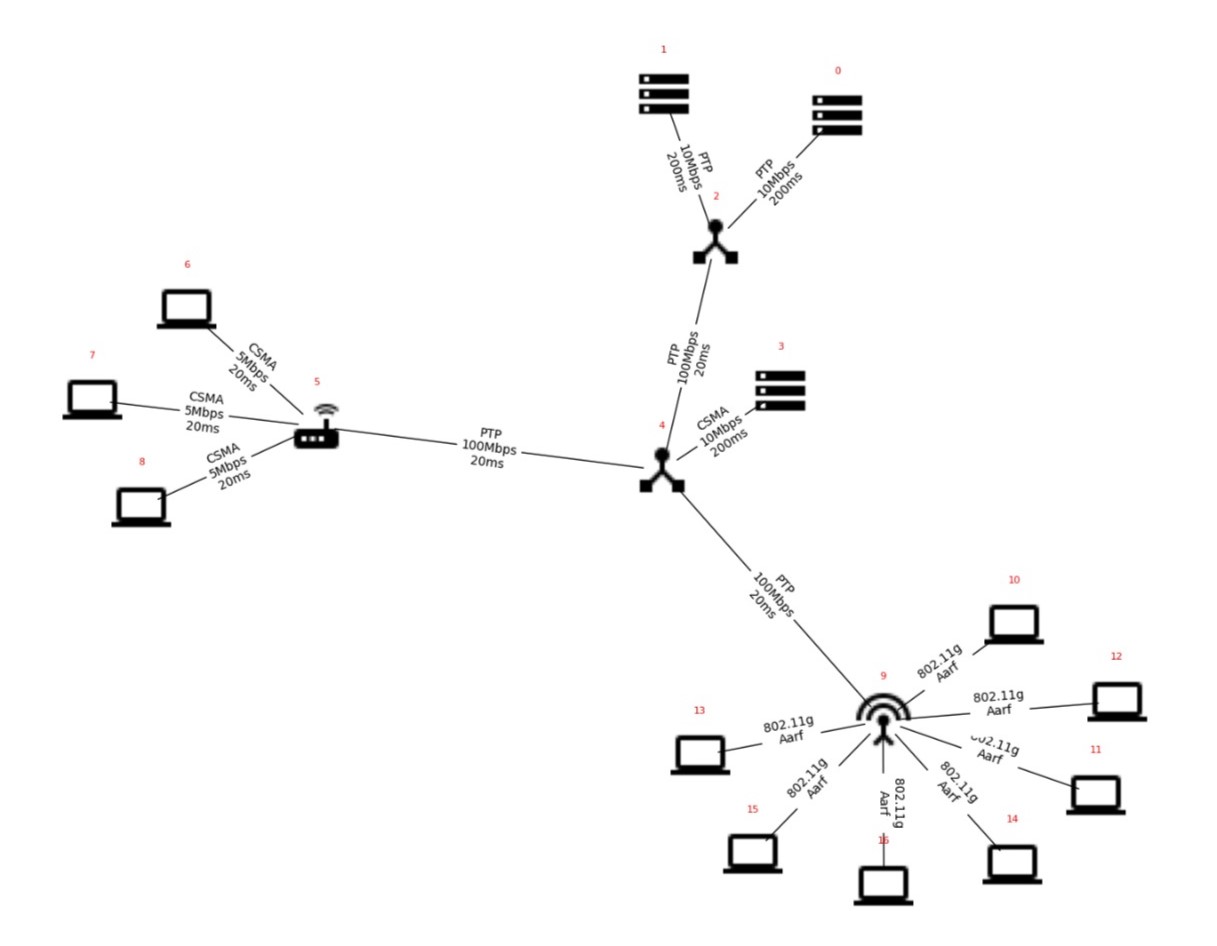 1
0
PTP
10Mbps
200ms
PTP
10Mbps
200ms
2
6
CSMA
5Mbps
20ms
7
CSMA
5Mbps
20ms
5
8
CSMA
5Mbps
20ms
PTP
100Mbps
20ms
3
CSMA
10Mbps
200ms
4
PTP
100Mbps
20ms
PTP
100Mbps
20ms
10
802.11g
Aarf
9
12
802.11g
Aarf
13
802.11g
Aarf
11
802.11g
Aarf
15
802.11g
Aarf
16
802.11g
Aarf
14
802.11g
Aarf